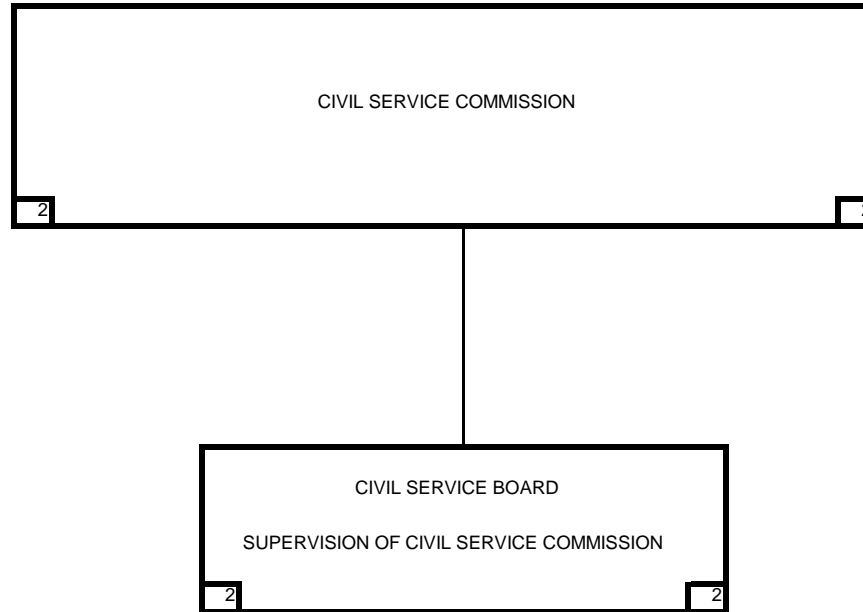 CIVIL SERVICE COMMISSION
2
CIVIL SERVICE BOARD
SUPERVISION OF CIVIL SERVICE COMMISSION
2 2